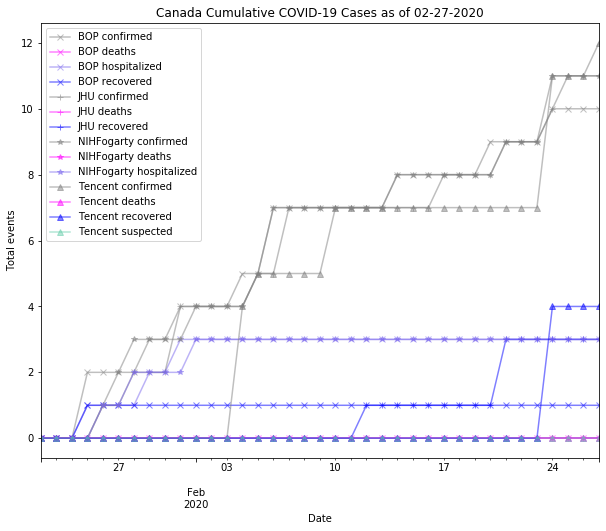 Canada Cumulative COVID-19 Cases as of 02-27-2020
BOP confirmed
BOP deaths
BOP hospitalized
BOP recovered
JHU confirmed
JHU deaths
JHU recovered
NIHFogarty confirmed
NIHFogarty deaths
NIHFogarty hospitalized
Tencent confirmed
Tencent deaths
Tencent recovered
Tencent suspected
12
10
8
6
4
2
0
Total events
27 03 10 17 24
Feb
2020
Date